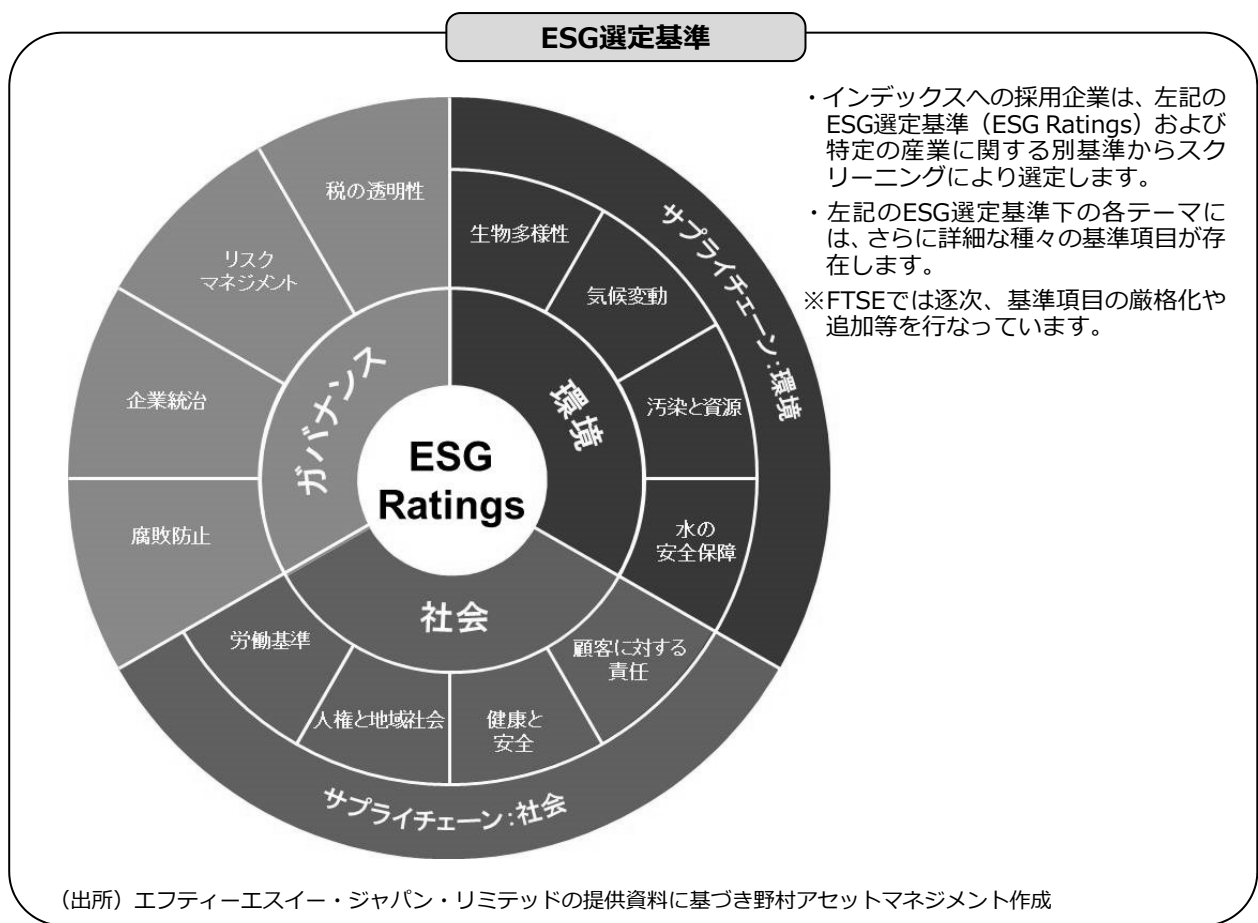 ESG選定基準
・インデックスへの採用企業は、左記の
ESG選定基準（ESG Ratings）および
特定の産業に関する別基準からスク
リーニングにより選定します。
・左記のESG選定基準下の各テーマに
は、さらに詳細な種々の基準項目が存
在します。
※FTSEでは逐次、基準項目の厳格化や
追加等を行なっています。
税の透明性
リスク
マネジメント
企業統治
腐敗防止
ガバナンス
サプライチェーン：環境
生物多様性
気候変動
汚染と資源
水の
安全保障
環境
ESG
Ratings
社会
労働基準
人権と地域社会
健康と
安全
顧客に対する
責任
サプライチェーン：社会
（出所）エフティーエスイー・ジャパン・リミテッドの提供資料に基づき野村アセットマネジメント作成